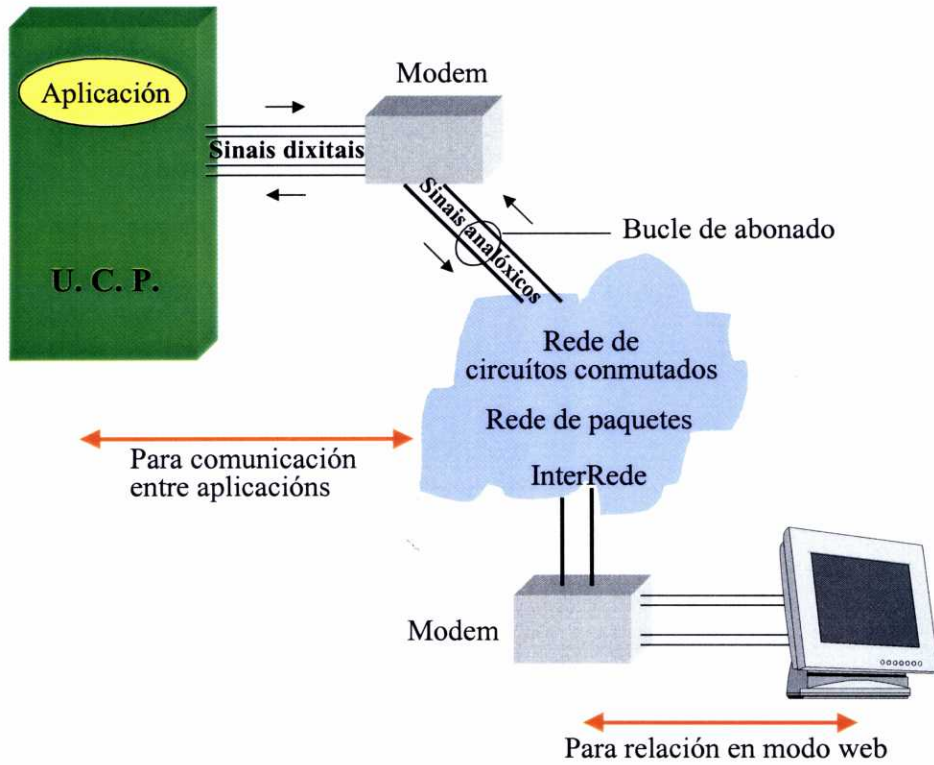 Modem
Aplicación
Sinais dixitais
Sinais analóxicos
Bucle de abonado
U. C. P.
Rede de
circuítos conmutados
Rede de paquetes
InterRede
Para comunicación
entre aplicacións
Modem
Para relación en modo web